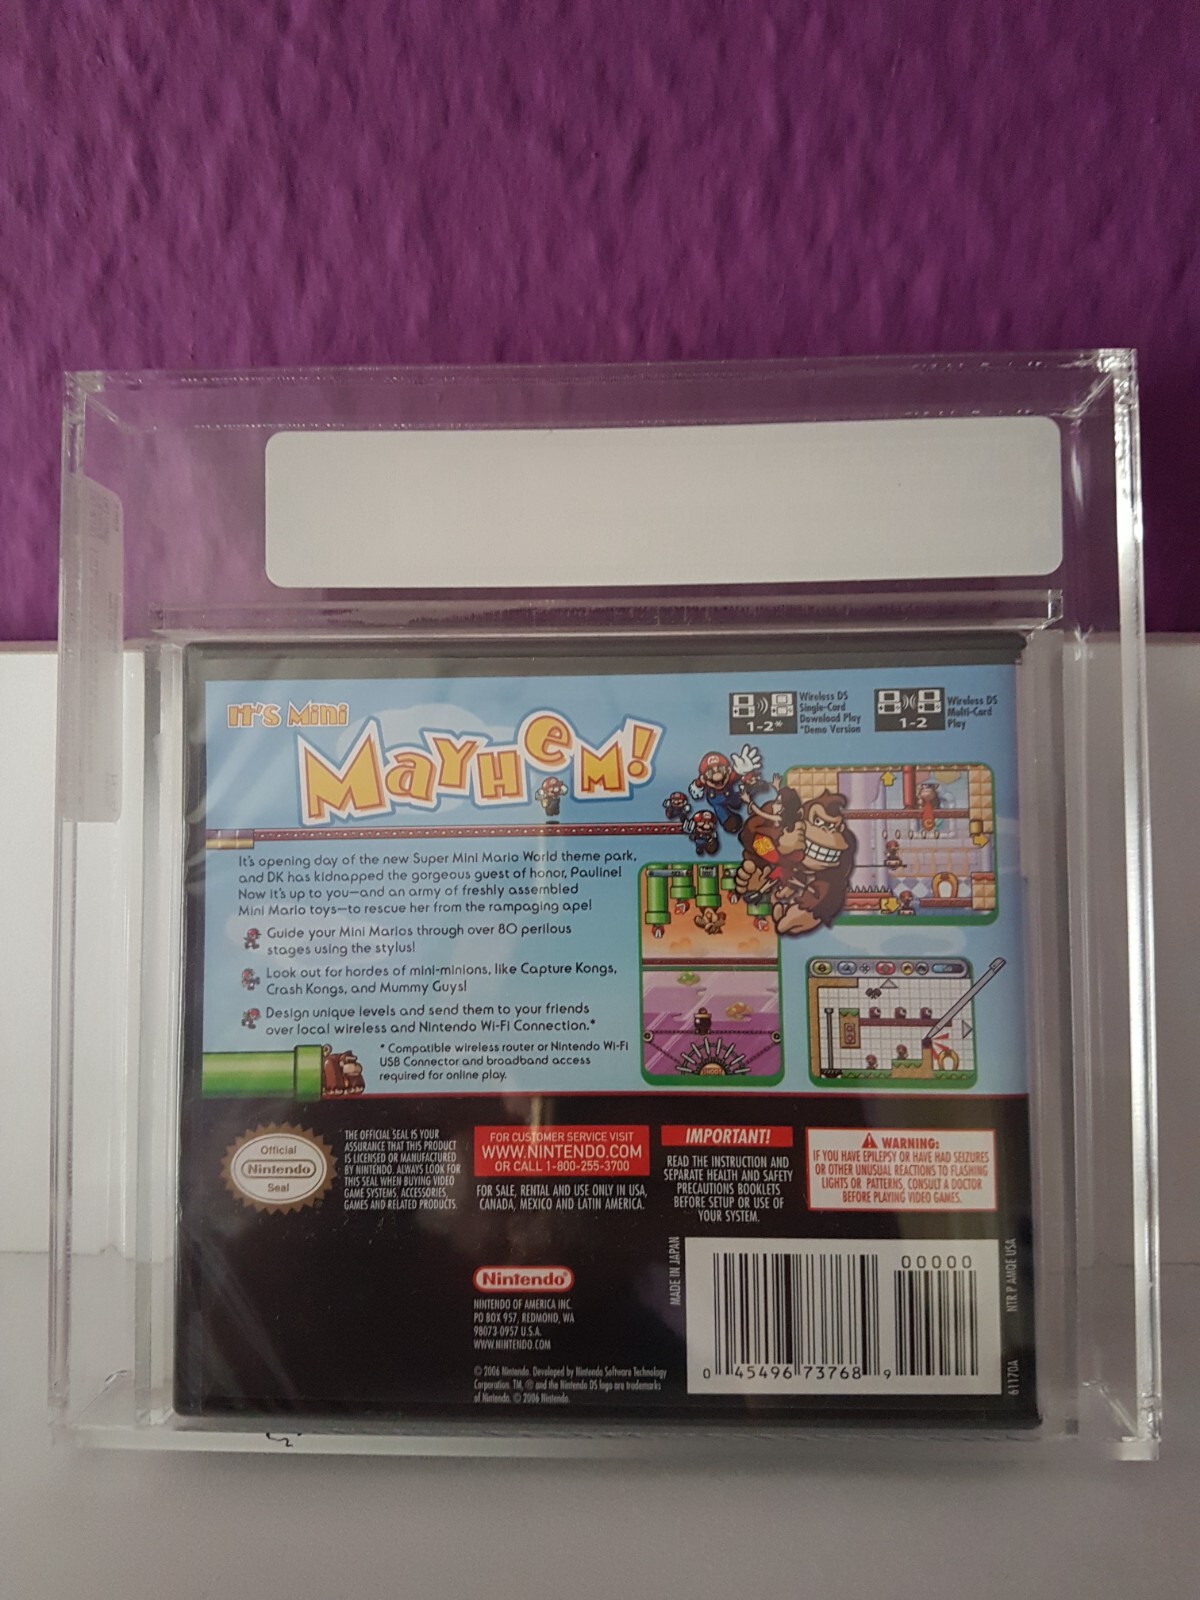 It's Mini
Mayhem!
1-2*
Wireless DS
Single-Card
Download Play
*Demo Version
1-2
Wireless DS
Multi-Card
Play
It's opening day of the new Super Mini Mario World theme park,
and DK has kidnapped the gorgeous guest of honor, Pauline!
Now it's up to you—and an army of freshly assembled
Mini Mario toys—to rescue her from the rampaging ape!
Guide your Mini Marios through over 80 perilous
stages using the stylus!
Look out for hordes of mini-minions, like Capture Kongs,
Crash Kongs, and Mummy Guys!
Design unique levels and send them to your friends
over local wireless and Nintendo Wi-Fi Connection.*
* Compatible wireless router or Nintendo Wi-Fi
USB Connector and broadband access
required for online play.
Official
Nintendo
Seal
THE OFFICIAL SEAL IS YOUR
ASSURANCE THAT THIS PRODUCT
IS LICENSED OR MANUFACTURED
BY NINTENDO. ALWAYS LOOK FOR
THIS SEAL WHEN BUYING VIDEO
GAME SYSTEMS, ACCESSORIES,
GAMES AND RELATED PRODUCTS.
FOR CUSTOMER SERVICE VISIT
WWW.NINTENDO.COM
OR CALL 1-800-255-3700
FOR SALE, RENTAL AND USE ONLY IN USA,
CANADA, MEXICO AND LATIN AMERICA.
IMPORTANT!
READ THE INSTRUCTION AND
SEPARATE HEALTH AND SAFETY
PRECAUTIONS BOOKLETS
BEFORE SETUP OR USE OF
YOUR SYSTEM.
WARNING:
IF YOU HAVE EPILEPSY OR HAVE HAD SEIZURES
OR OTHER UNUSUAL REACTIONS TO FLASHING
LIGHTS OR PATTERNS, CONSULT A DOCTOR
BEFORE PLAYING VIDEO GAMES.
Nintendo
NINTENDO OF AMERICA INC.
PO BOX 957, REDMOND, WA
98073-0957 U.S.A.
WWW.NINTENDO.COM
© 2006 Nintendo. Developed by Nintendo Software Technology
Corporation. TM, ® and the Nintendo DS logo are trademarks
of Nintendo. © 2006 Nintendo.
MADE IN JAPAN
00000
0 45496 73768 9
NTR P AMQE USA
61170A